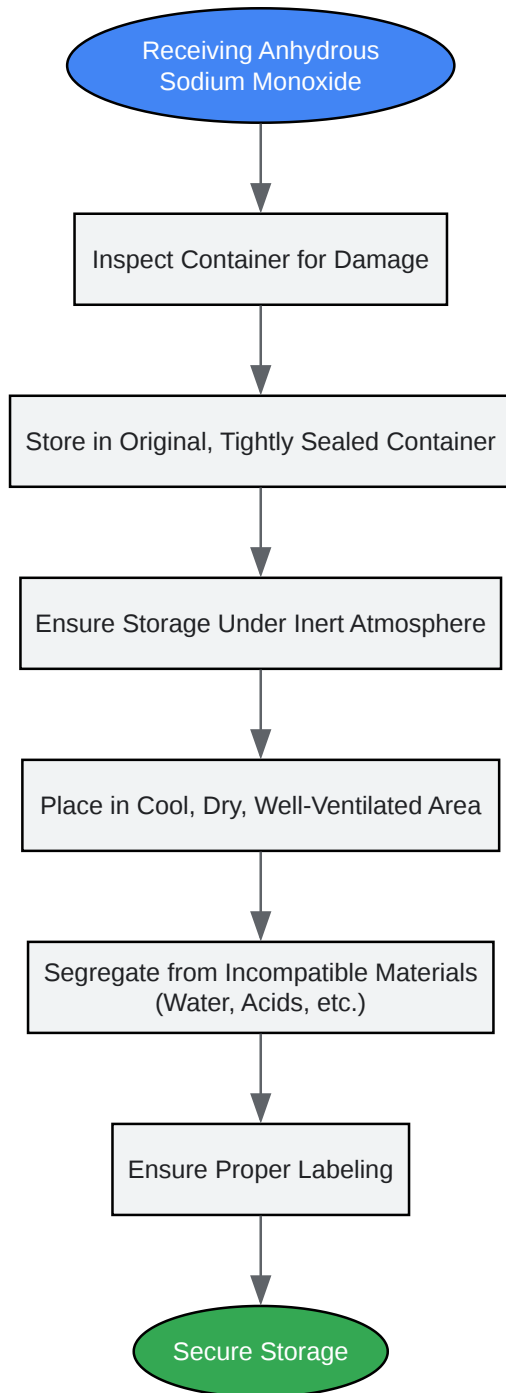 Receiving Anhydrous
Sodium Monoxide
Inspect Container for Damage
Store in Original, Tightly Sealed Container
Ensure Storage Under Inert Atmosphere
Place in Cool, Dry, Well-Ventilated Area
Segregate from Incompatible Materials
(Water, Acids, etc.)
Ensure Proper Labeling
Secure Storage